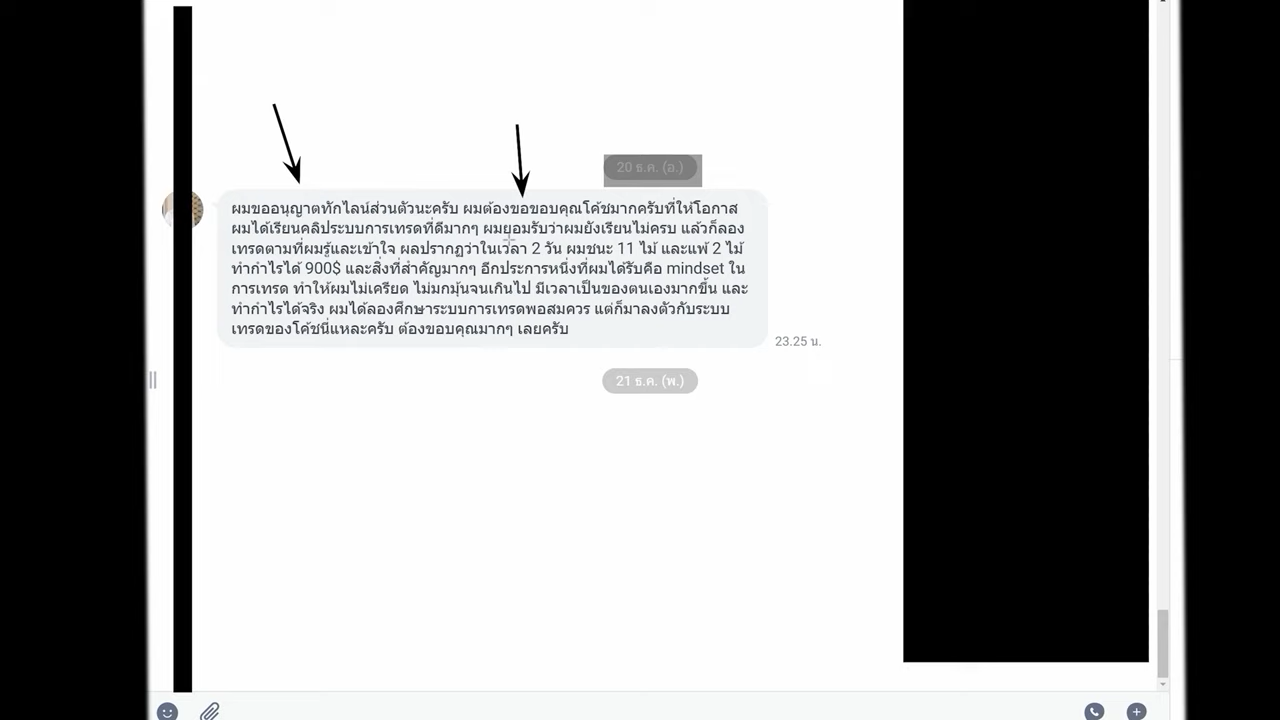 20 ธ.ค. (อ.)
ผมขออนุญาตทักไลน์ส่วนตัวนะครับ ผมต้องขอขอบคุณโค้ชมากครับที่ให้โอกาส
ผมได้เรียนคลิประบบการเทรดที่ดีมากๆ ผมยอมรับว่าผมยังเรียนไม่ครบ แล้วก็ลอง
เทรดตามที่ผมรู้และเข้าใจ ผลปรากฏว่าในเวลา 2 วัน ผมชนะ 11 ไม้ และแพ้ 2 ไม้
ทำกำไรได้ 900$ และสิ่งที่สำคัญมากๆ อีกประการหนึ่งที่ผมได้รับคือ mindset ใน
การเทรด ทำให้ผมไม่เครียด ไม่มกมุ้นจนเกินไป มีเวลาเป็นของตนเองมากขึ้น และ
ทำกำไรได้จริง ผมได้ลองศึกษาระบบการเทรดพอสมควร แต่ก็มาลงตัวกับระบบ
เทรดของโค้ชนี่แหละครับ ต้องขอบคุณมากๆ เลยครับ
23.25 น.
21 ธ.ค. (พ.)